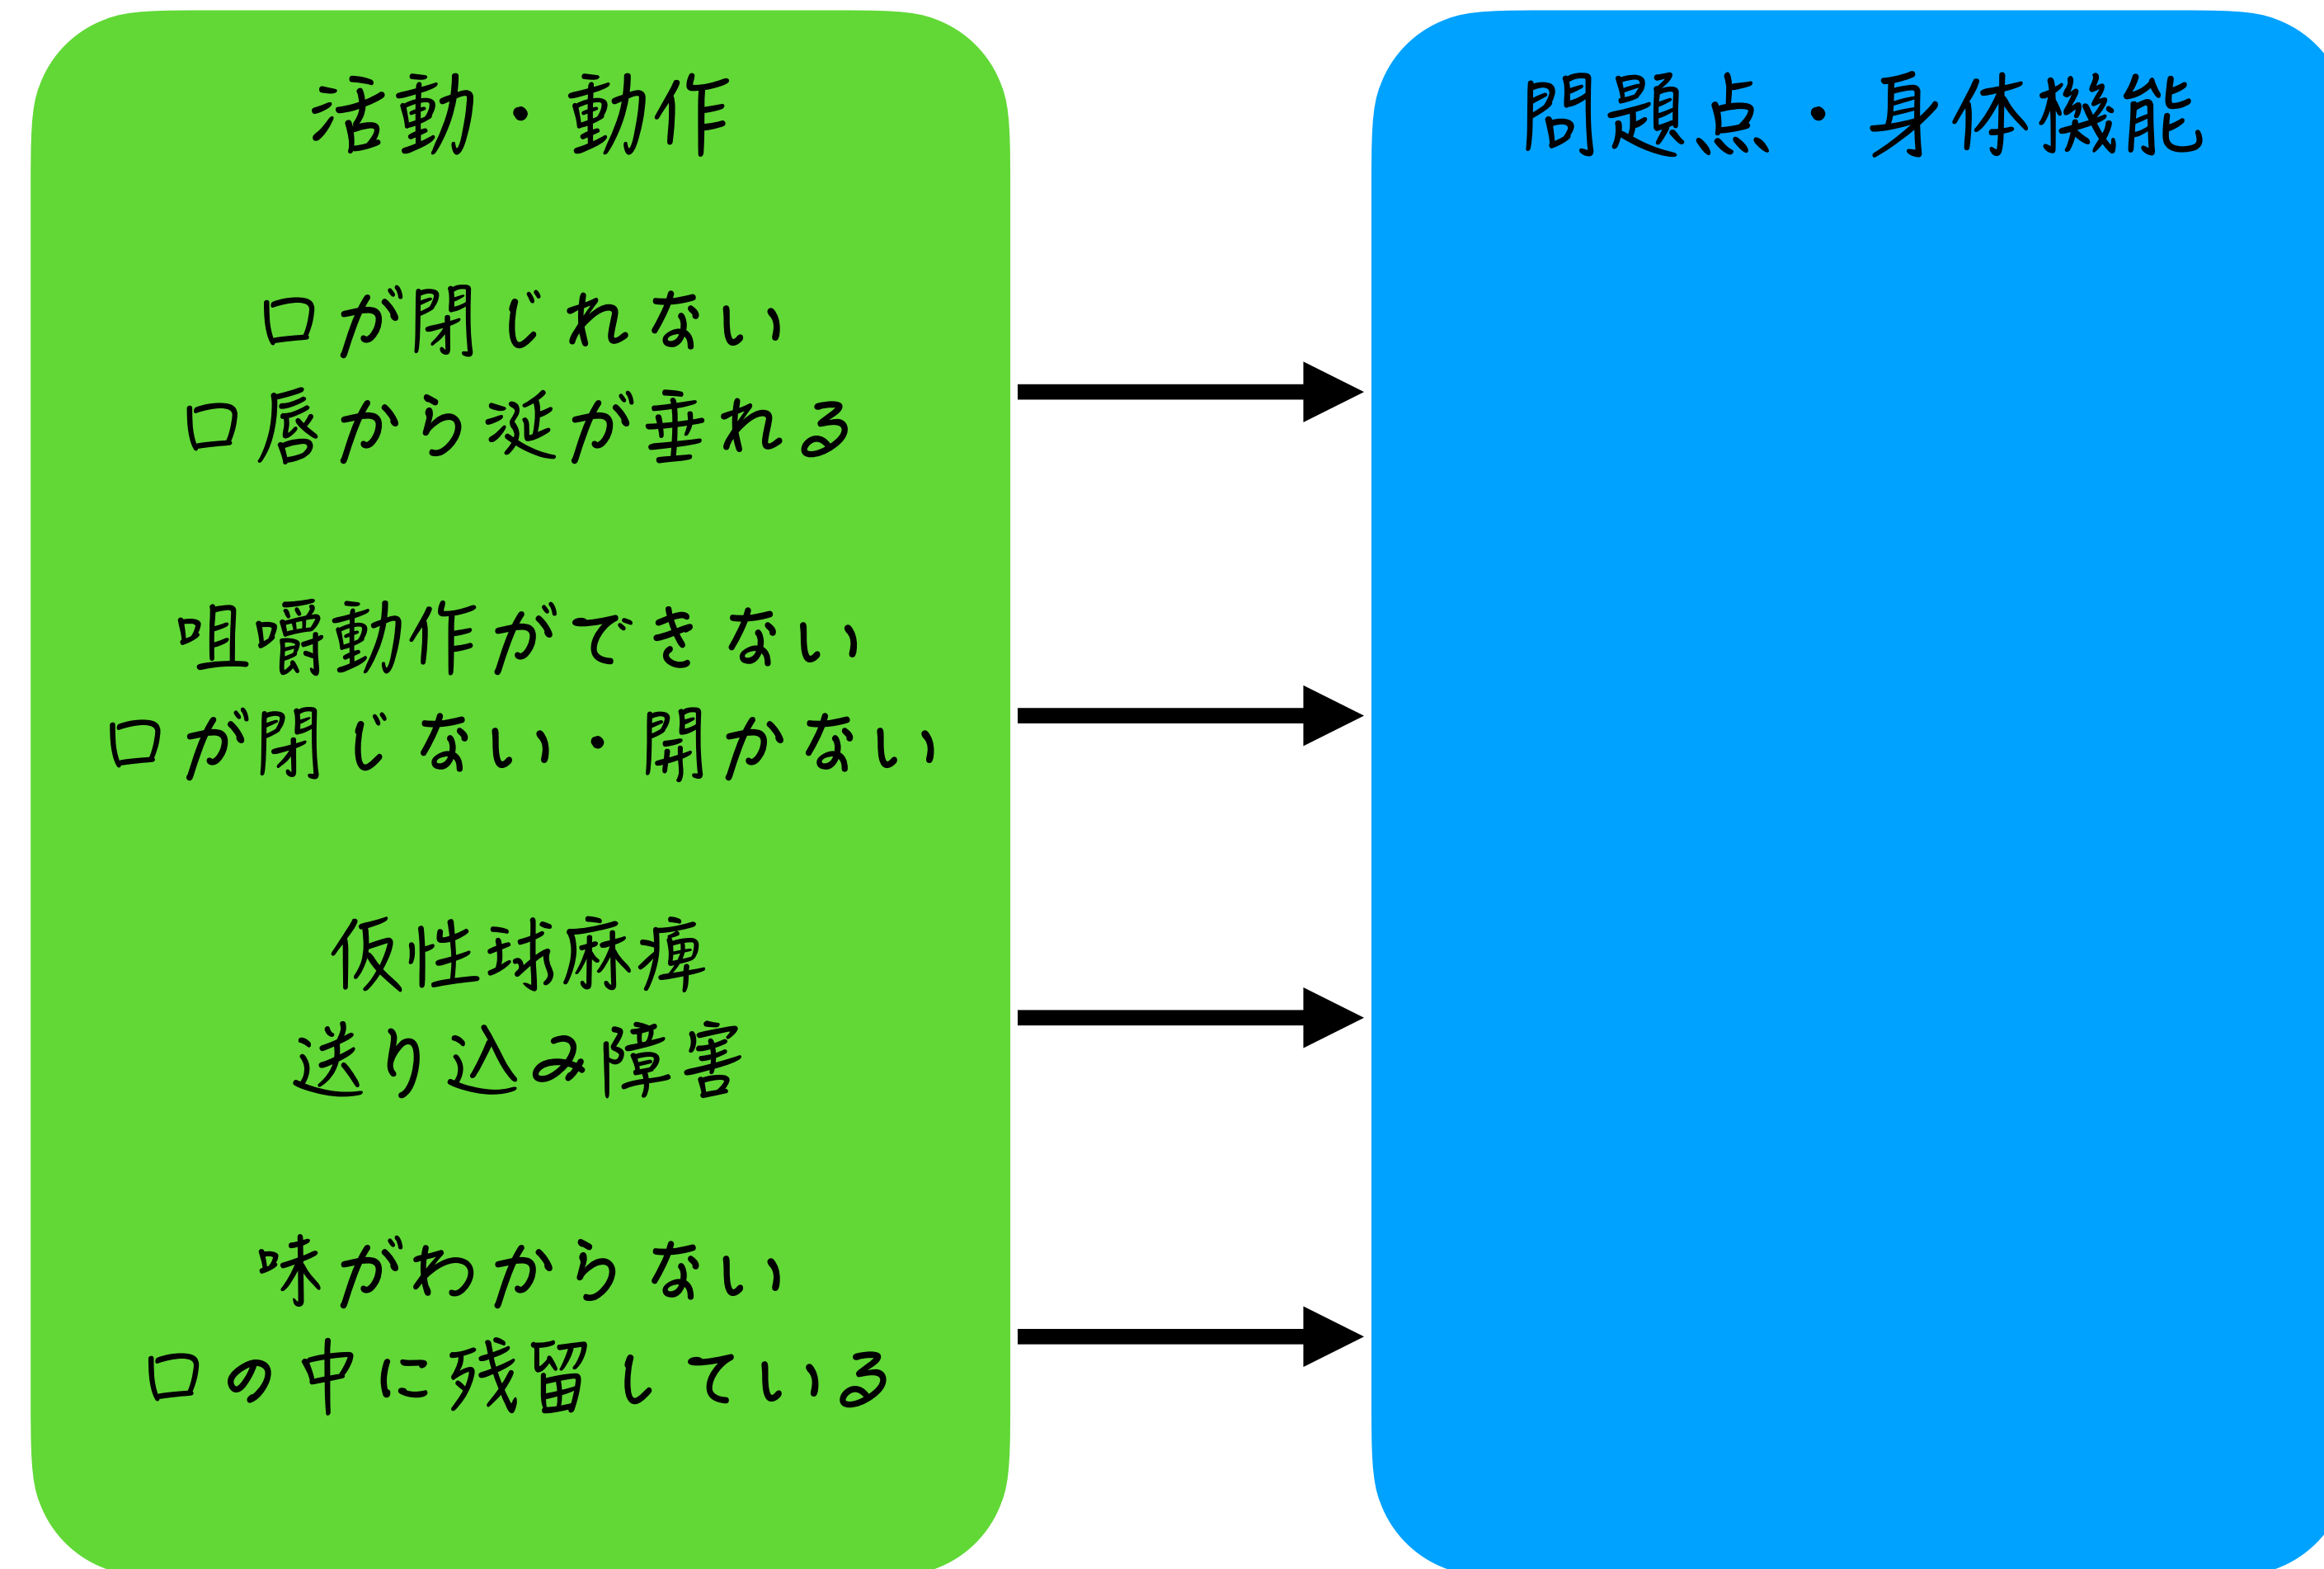 活動・動作
口が閉じれない
口唇から涎が垂れる
咀嚼動作ができない
口が閉じない・開かない
仮性球麻痺
送り込み障害
味がわからない
口の中に残留している
問題点・身体機能